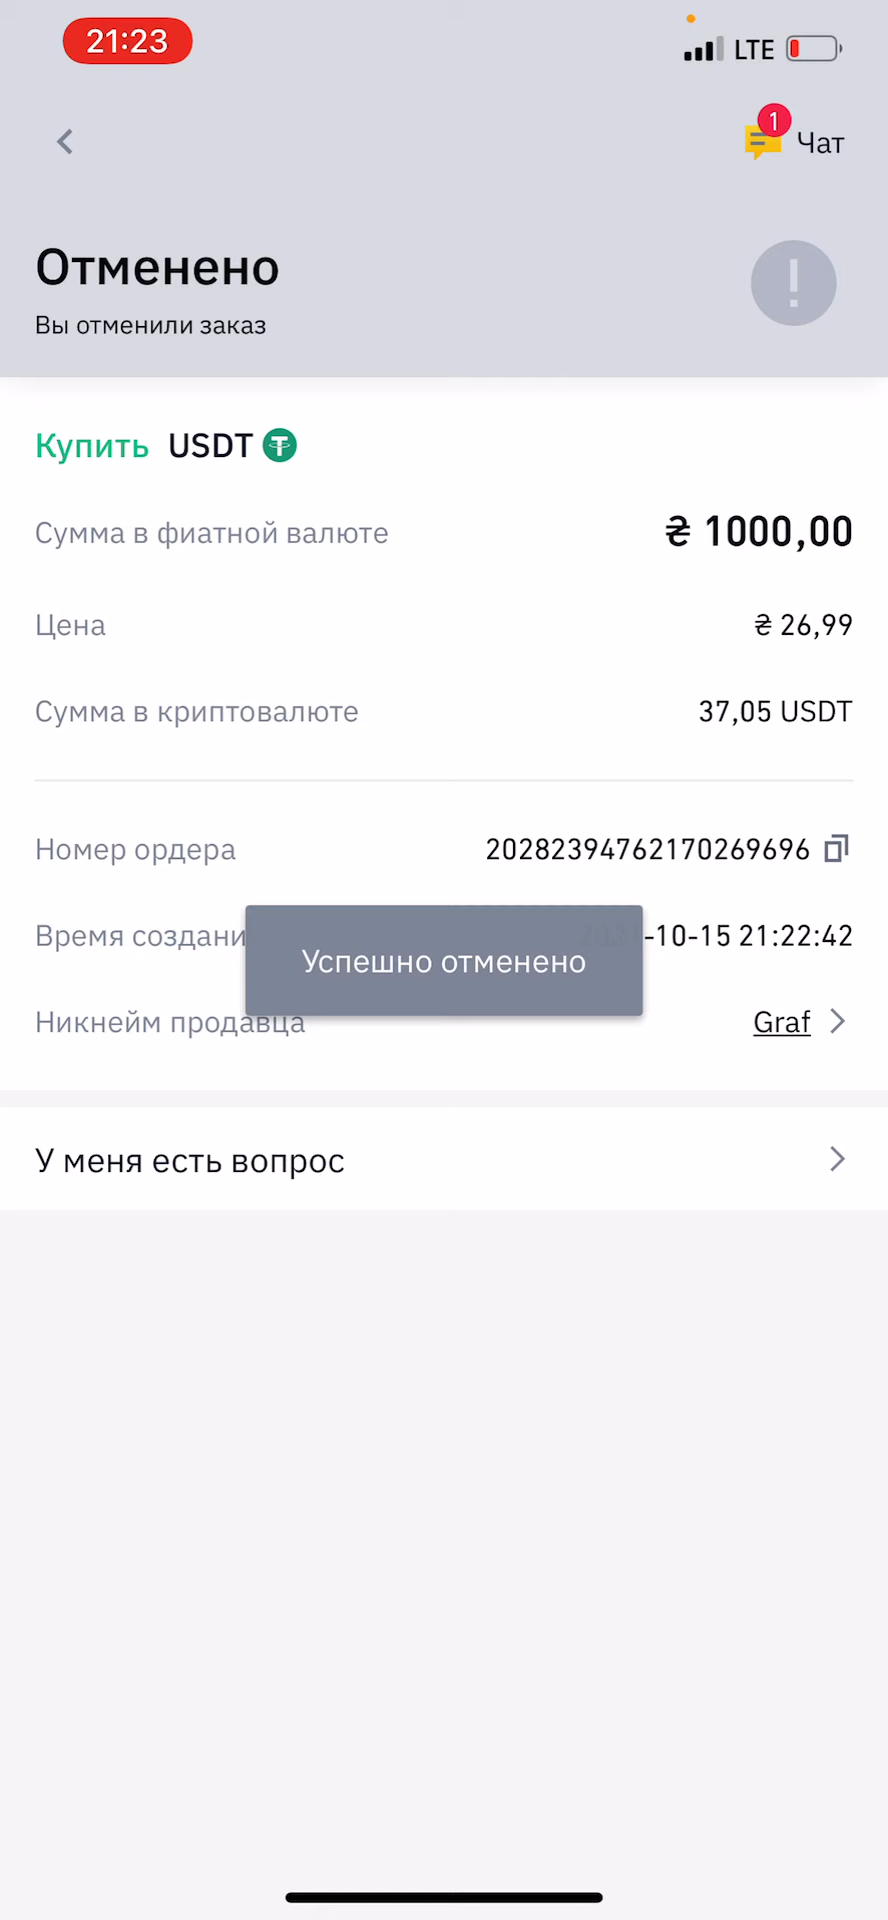 21:23
LTE
1
Чат
Отменено
Вы отменили заказ
Купить USDT
Сумма в фиатной валюте
₴ 1000,00
Цена
₴ 26,99
Сумма в криптовалюте
37,05 USDT
Номер ордера
20282394762170269696
Время создани
-10-15 21:22:42
Успешно отменено
Никнейм продавца
Graf
У меня есть вопрос